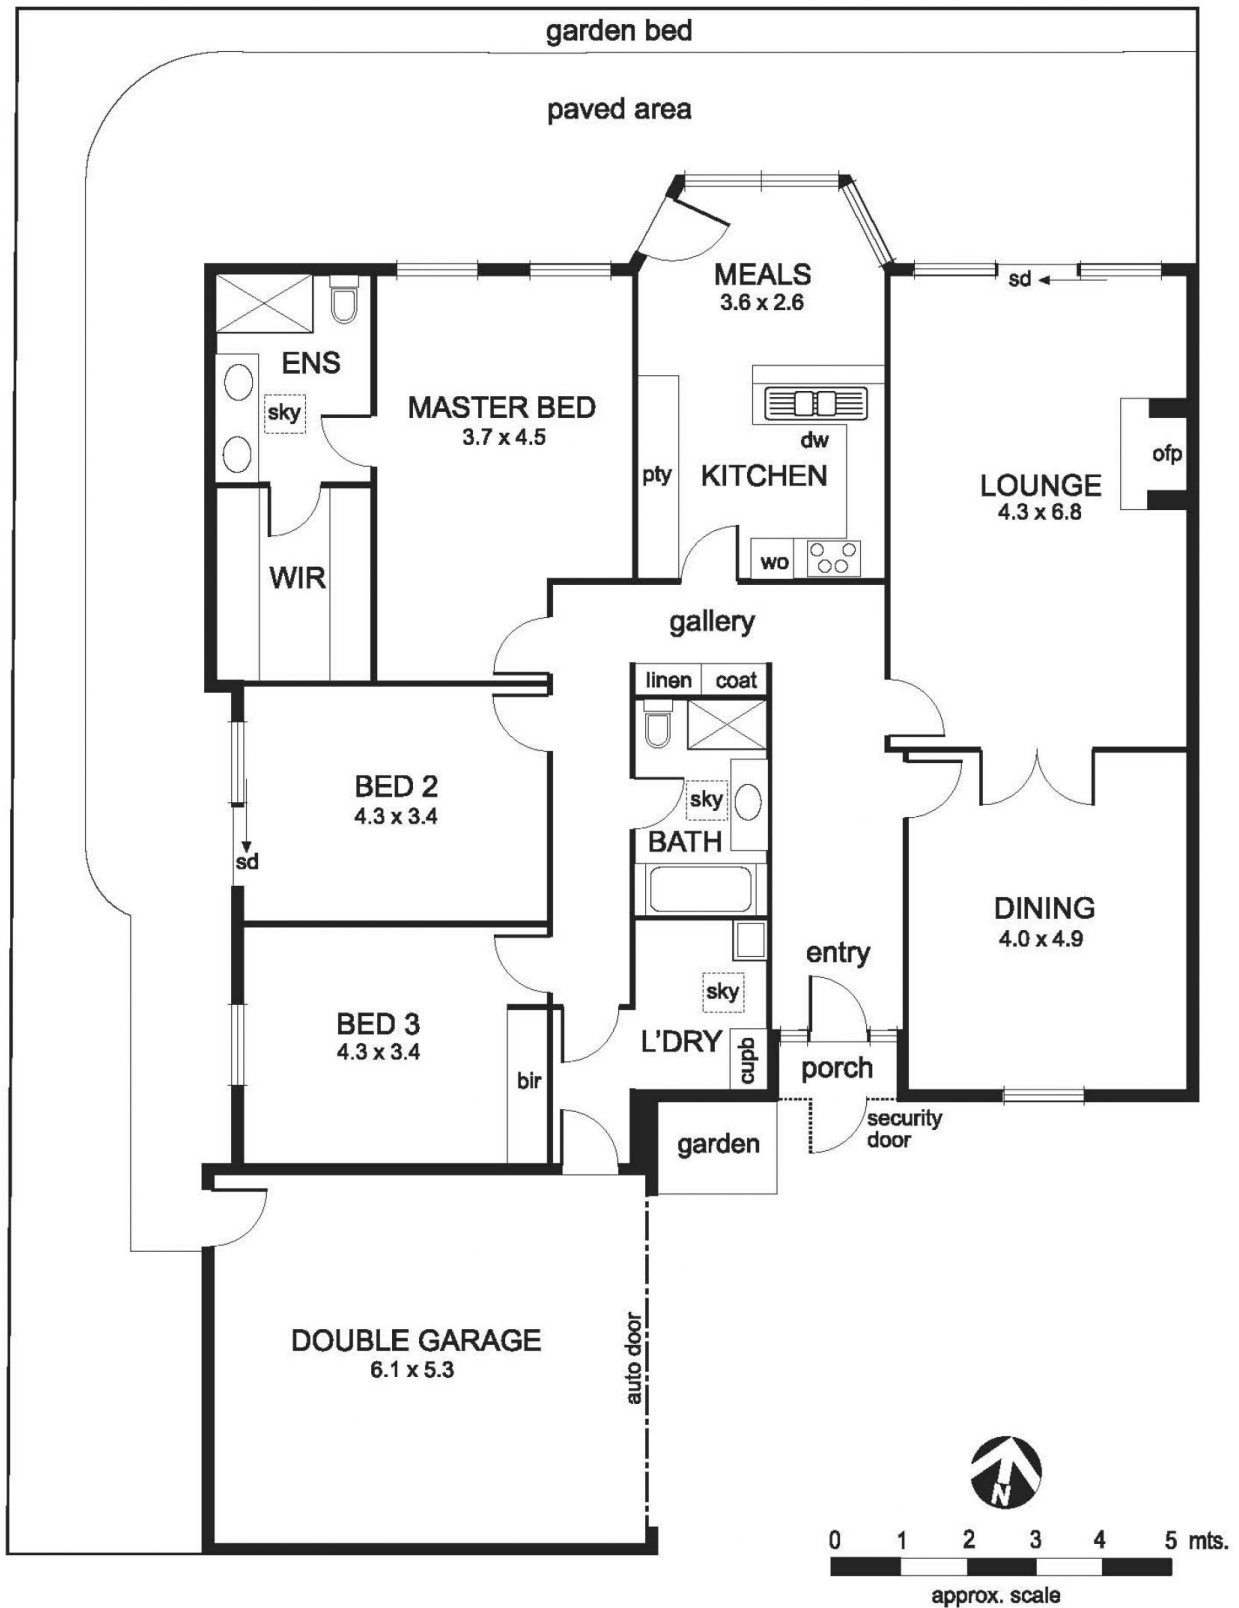 garden bed
paved area
MEALS
3.6 x 2.6
sd
ENS
sky
MASTER BED
3.7 x 4.5
dw
pty
KITCHEN
wo
LOUNGE
4.3 x 6.8
ofp
WIR
gallery
linen
coat
BED 2
4.3 x 3.4
sd
sky
BATH
DINING
4.0 x 4.9
entry
sky
L'DRY
cupb
BED 3
4.3 x 3.4
bir
porch
security
door
garden
DOUBLE GARAGE
6.1 x 5.3
auto door
N
0 1 2 3 4 5 mts.
approx. scale